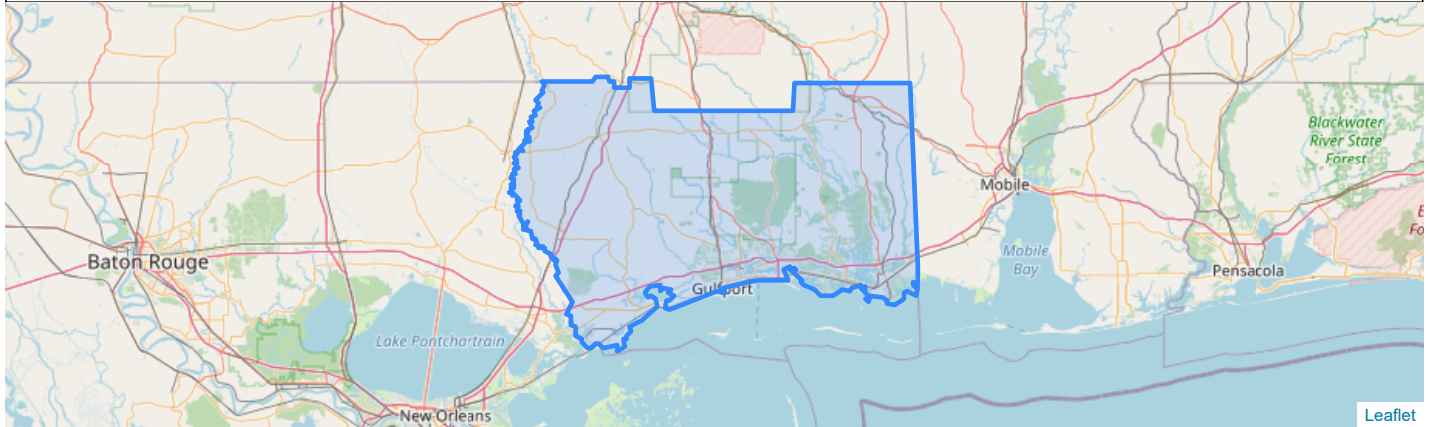 Blackwater
River State
Forest
Mobile
Baton Rouge
Mobile
Bay
Pensacola
Gulfport
Lake Pontchartrain
New Orleans
Leaflet